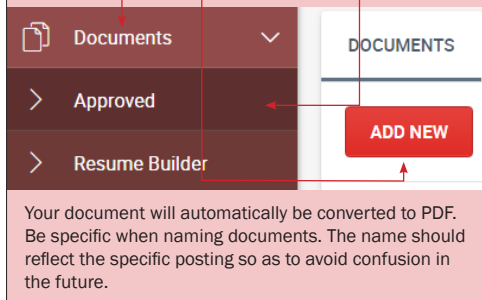 Documents
DOCUMENTS
Approved
ADD NEW
Resume Builder
Your document will automatically be converted to PDF.
Be specific when naming documents. The name should
reflect the specific posting so as to avoid confusion in
the future.